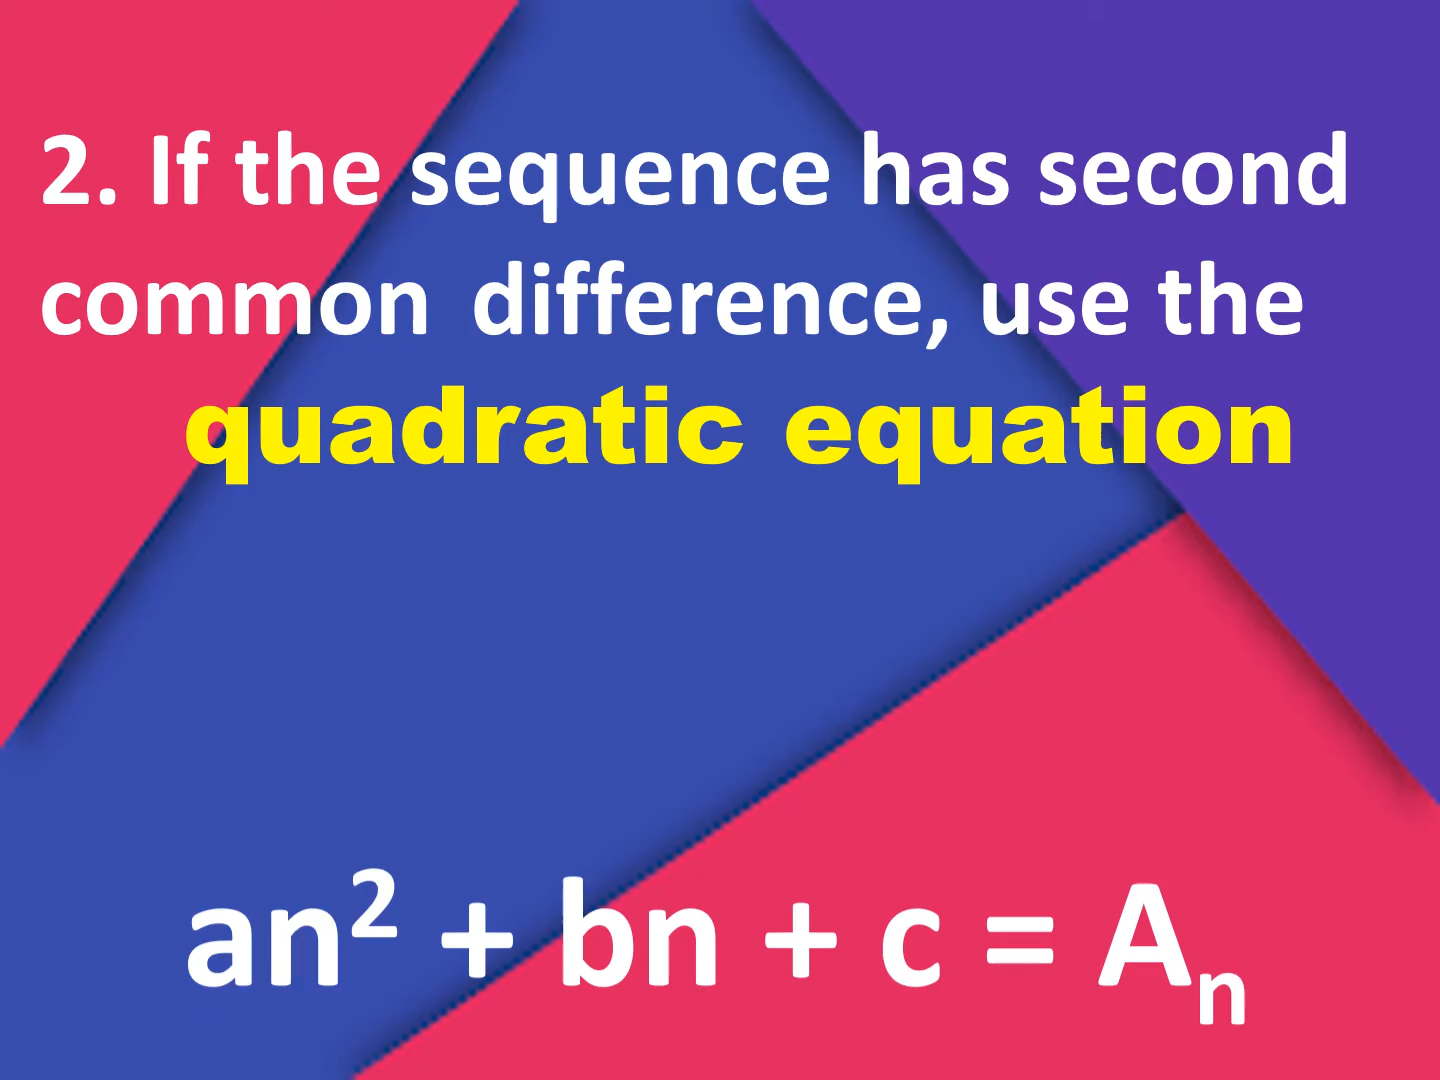 2. If the sequence has second
common difference, use the
quadratic equation
an² + bn + c = Aₙ